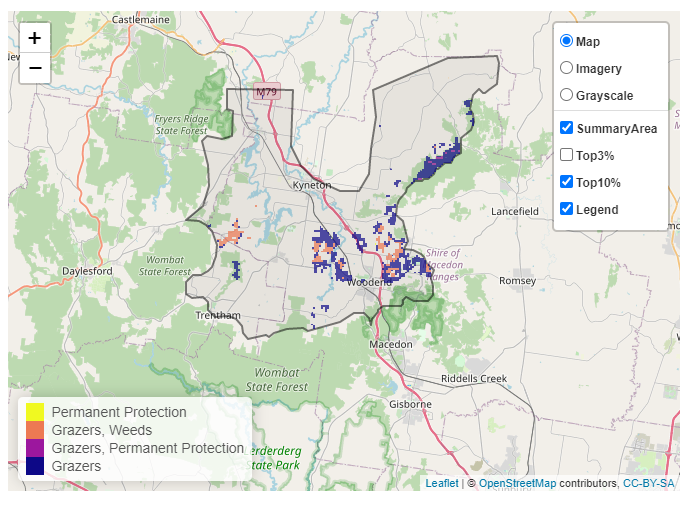 Castlemaine
+
−
Map
Imagery
Grayscale
SummaryArea
Top3%
Top10%
Legend
M79
Fryers Ridge
State Forest
Kyneton
Lancefield
Shire of
Macedon
Ranges
Wombat
State Forest
Daylesford
Woodend
Romsey
Trentham
Macedon
Wombat
State Forest
Riddells Creek
Gisborne
Permanent Protection
Grazers, Weeds
Grazers, Permanent Protection
Grazers
erderderg
State Park
Leaflet | © OpenStreetMap contributors, CC-BY-SA